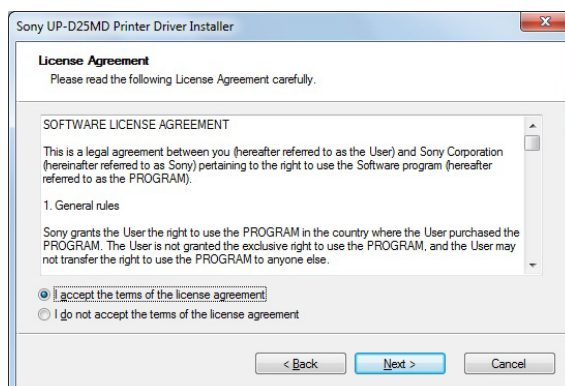 Sony UP-D25MD Printer Driver Installer
License Agreement
Please read the following License Agreement carefully.
SOFTWARE LICENSE AGREEMENT
This is a legal agreement between you (hereafter referred to as the User) and Sony Corporation
(hereinafter referred to as Sony) pertaining to the right to use the Software program (hereafter
referred to as the PROGRAM).
1. General rules
Sony grants the User the right to use the PROGRAM in the country where the User purchased the
PROGRAM. The User is not granted the exclusive right to use the PROGRAM, and the User may
not transfer the right to use the PROGRAM to anyone else.
I accept the terms of the license agreement
I do not accept the terms of the license agreement
< Back
Next >
Cancel